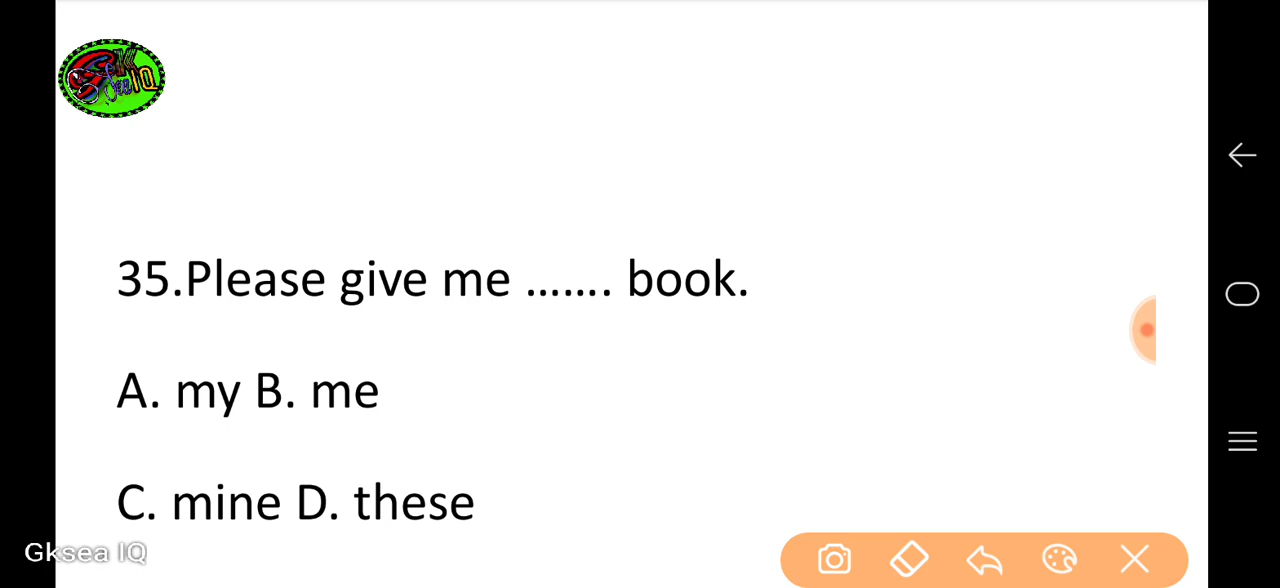 35.Please give me ....... book.
A. my B. me
C. mine D. these
Gksea IQ